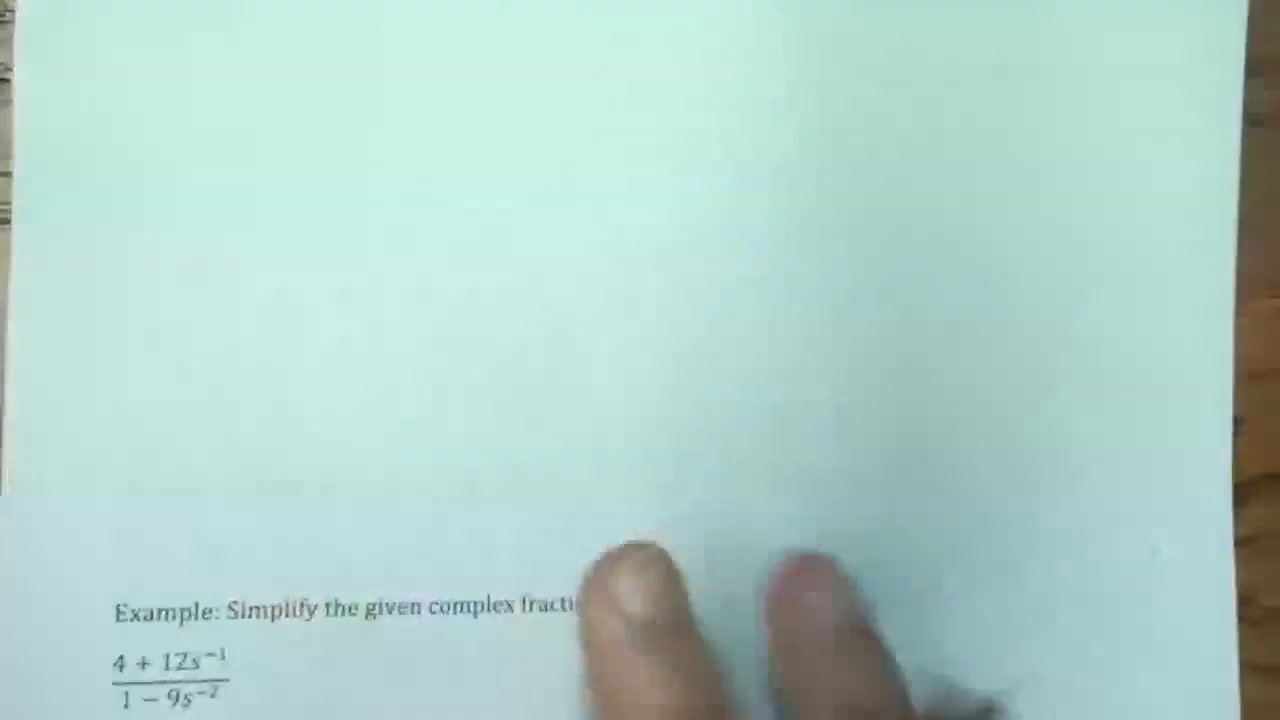 Example: Simplify the given complex
4 + 12s⁻¹
1 − 9s⁻²